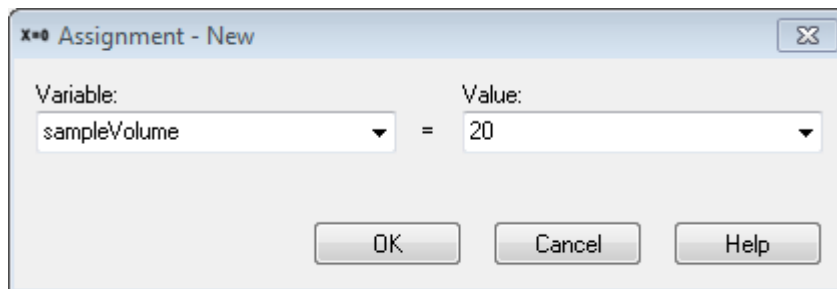 X=0 Assignment - New
Variable: Value:
sampleVolume = 20
OK Cancel Help